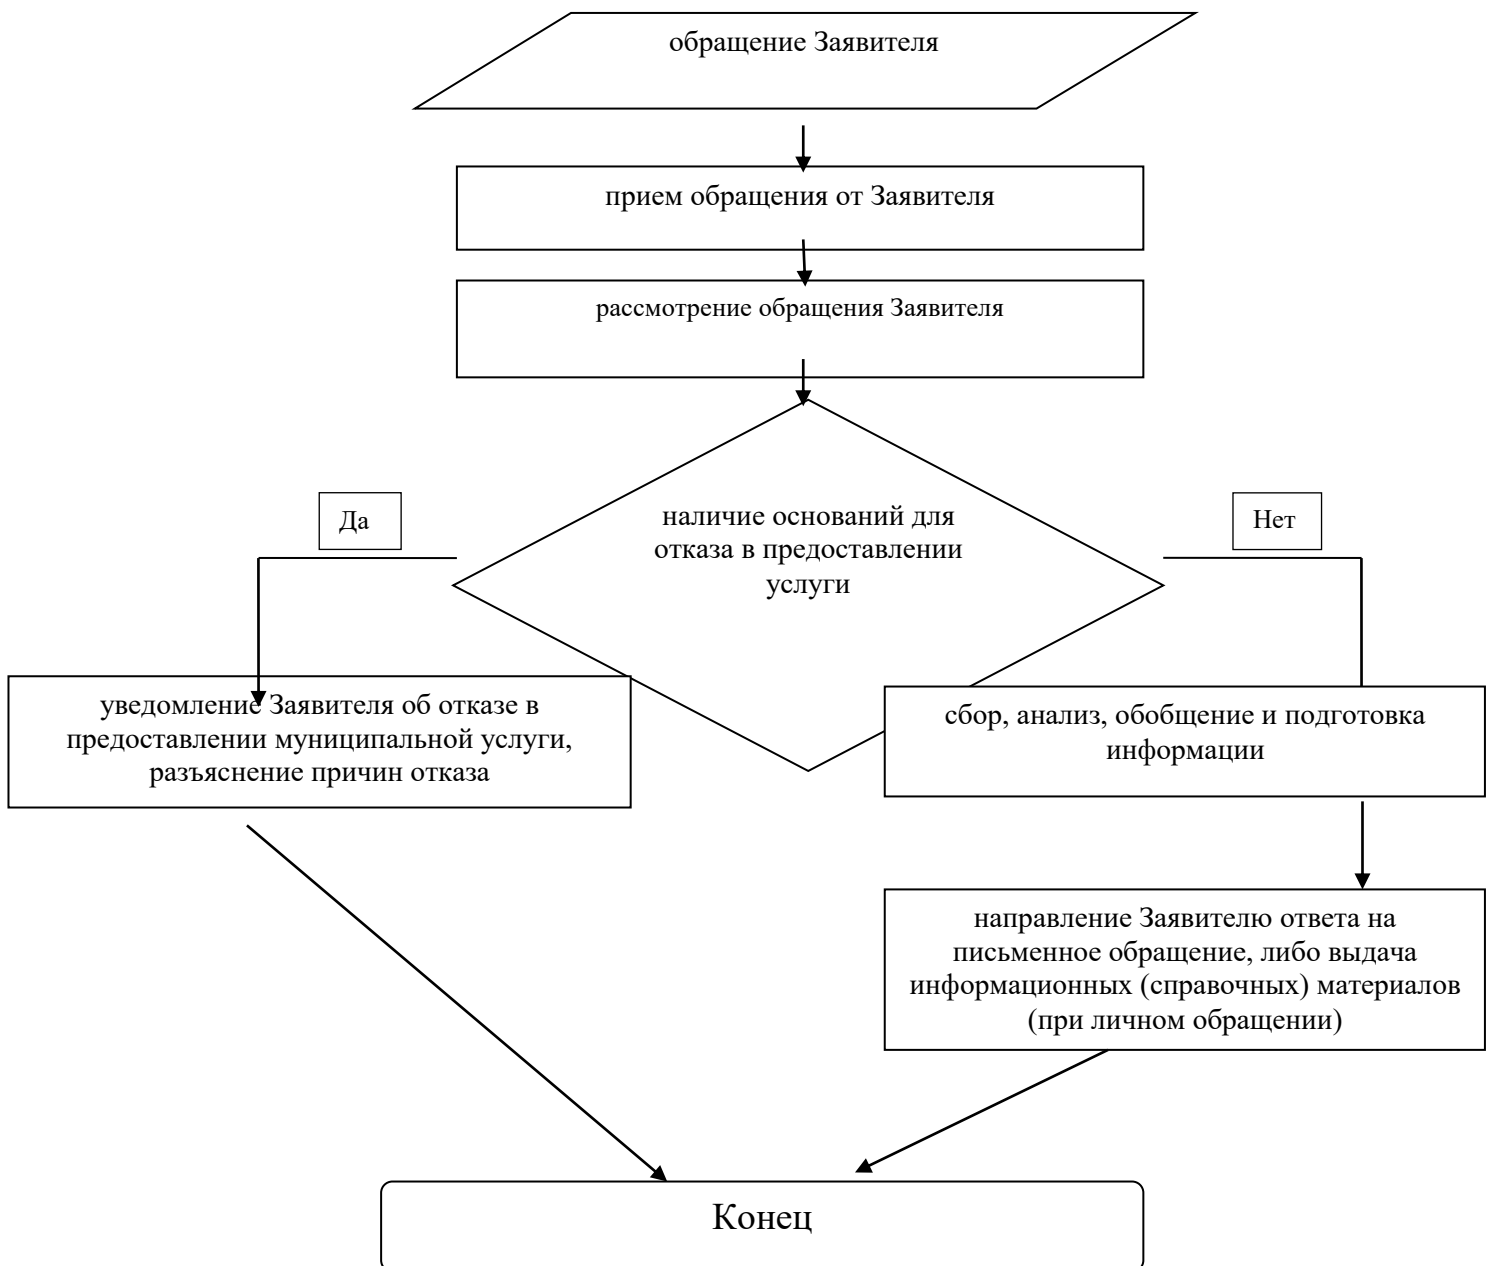 обращение Заявителя
прием обращения от Заявителя
рассмотрение обращения Заявителя
Да
наличие оснований для
отказа в предоставлении
услуги
Нет
уведомление Заявителя об отказе в
предоставлении муниципальной услуги,
разъяснение причин отказа
сбор, анализ, обобщение и подготовка
информации
направление Заявителю ответа на
письменное обращение, либо выдача
информационных (справочных) материалов
(при личном обращении)
Конец